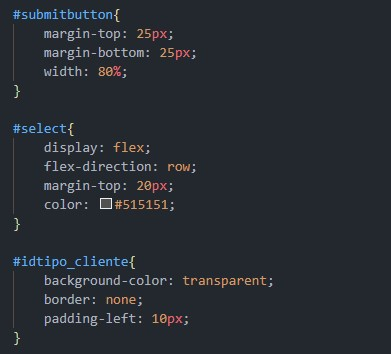 #submitbutton{
    margin-top: 25px;
    margin-bottom: 25px;
    width: 80%;
}
#select{
    display: flex;
    flex-direction: row;
    margin-top: 20px;
    color: #515151;
}
#idtipo_cliente{
    background-color: transparent;
    border: none;
    padding-left: 10px;
}